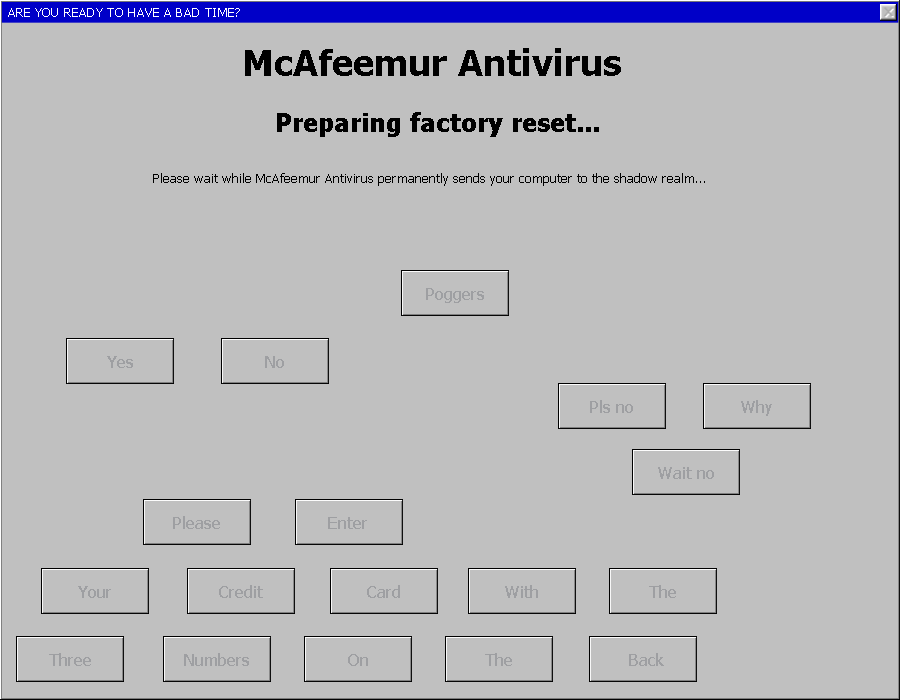 ARE YOU READY TO HAVE A BAD TIME?
McAfeemur Antivirus
Preparing factory reset...
Please wait while McAfeemur Antivirus permanently sends your computer to the shadow realm...
Poggers
Yes No
Pls no Why
Wait no
Please Enter
Your Credit Card With The
Three Numbers On The Back